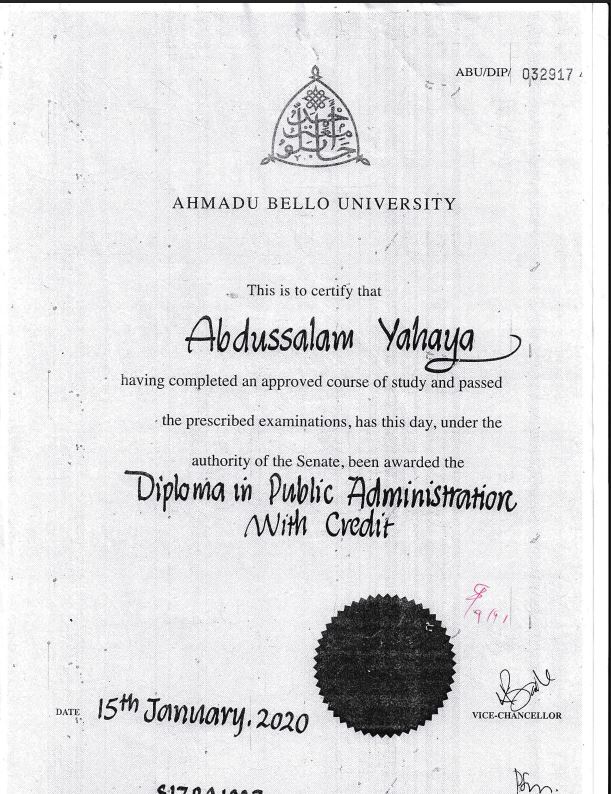 ABU/DIP/ 032917
AHMADU BELLO UNIVERSITY
This is to certify that
Abdussalam Yahaya
having completed an approved course of study and passed
the prescribed examinations, has this day, under the
authority of the Senate, been awarded the
Diploma in Public Administration
With Credit
DATE 15th January, 2020
VICE-CHANCELLOR